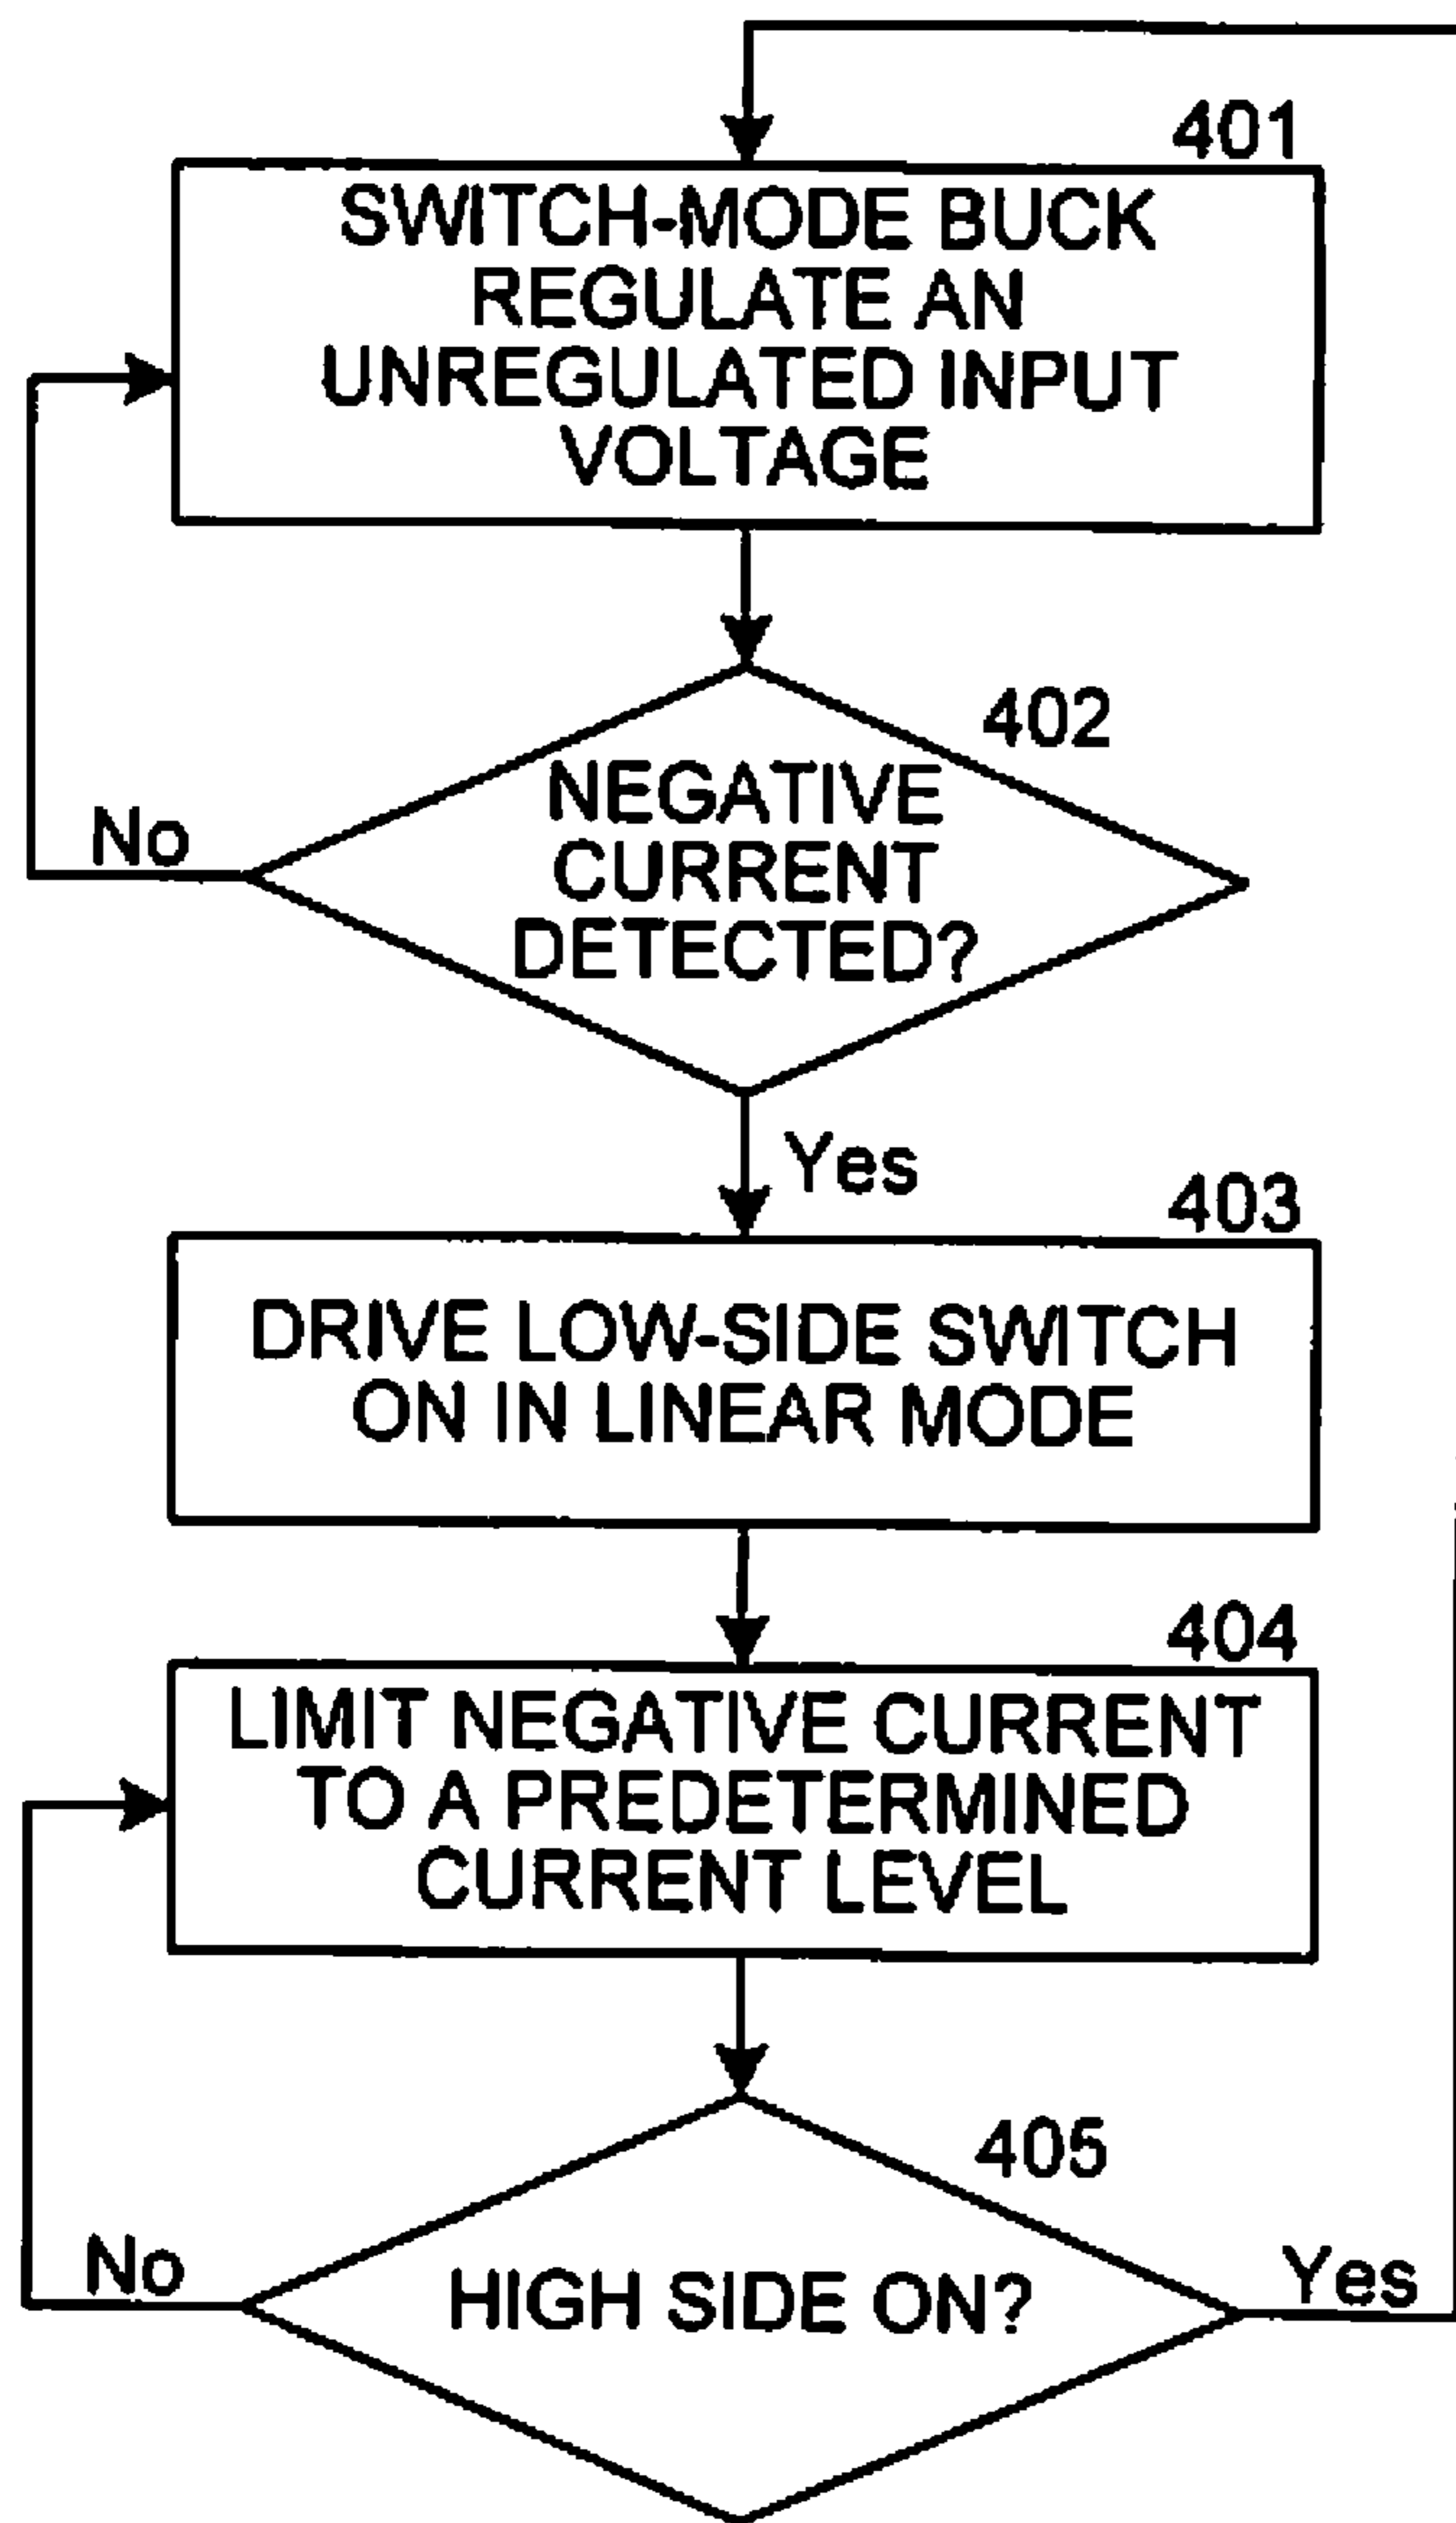 401
SWITCH-MODE BUCK
REGULATE AN
UNREGULATED INPUT
VOLTAGE
402
NEGATIVE
CURRENT
DETECTED?
No
Yes
403
DRIVE LOW-SIDE SWITCH
ON IN LINEAR MODE
404
LIMIT NEGATIVE CURRENT
TO A PREDETERMINED
CURRENT LEVEL
405
HIGH SIDE ON?
No
Yes